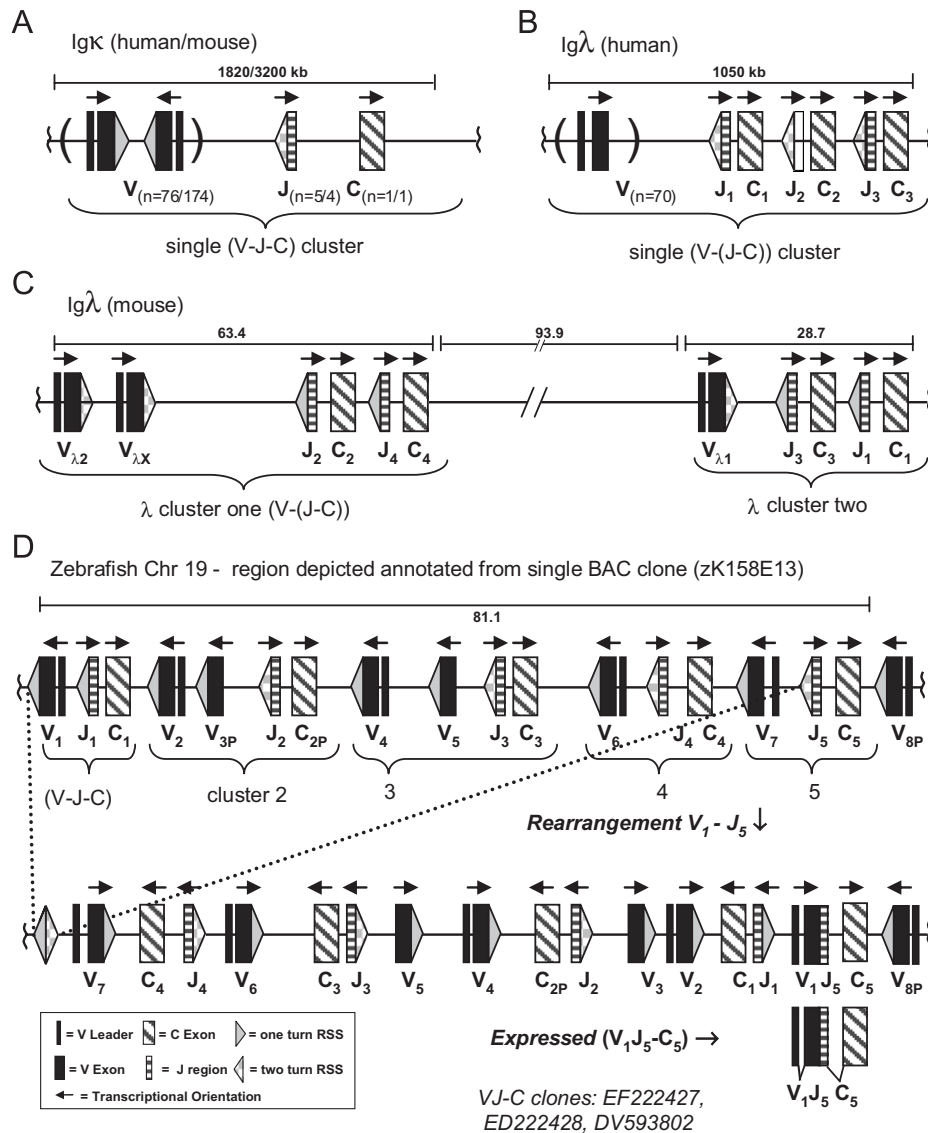 A
Igκ (human/mouse)
1820/3200 kb
V(n=76/174) J(n=5/4) C(n=1/1)
single (V-J-C) cluster
B
Igλ (human)
1050 kb
V(n=70) J1 C1 J2 C2 J3 C3
single (V-(J-C)) cluster
C
Igλ (mouse)
63.4 93.9 28.7
Vλ2 VλX J2 C2 J4 C4 Vλ1 J3 C3 J1 C1
λ cluster one (V-(J-C)) λ cluster two
D
Zebrafish Chr 19 - region depicted annotated from single BAC clone (zK158E13)
81.1
V1 J1 C1 V2 V3P J2 C2P V4 V5 J3 C3 V6 J4 C4 V7 J5 C5 V8P
(V-J-C) cluster 2 3 4 5
Rearrangement V1 - J5 ↓
V7 C4 J4 V6 C3 J3 V5 V4 C2P J2 V3 V2 C1 J1 V1 J5 C5 V8P
Expressed (V1J5-C5) →
V1J5 C5
VJ-C clones: EF222427,
ED222428, DV593802
= V Leader = C Exon = one turn RSS
= V Exon = J region = two turn RSS
← = Transcriptional Orientation